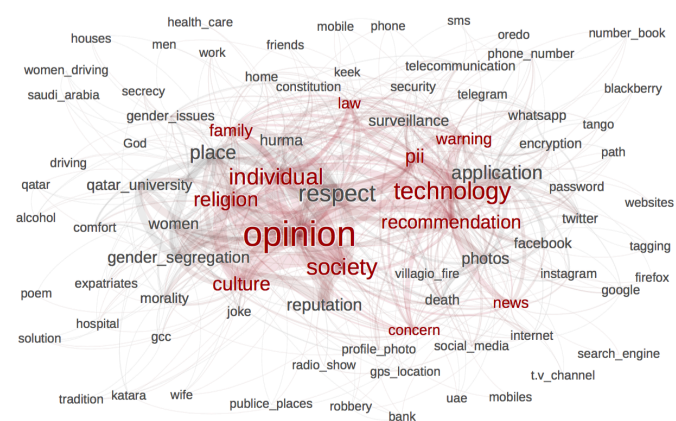 health_care
mobile
phone
sms
houses
men
work
friends
oredo
number_book
phone_number
women_driving
home
keek
telecommunication
saudi_arabia
secrecy
constitution
security
telegram
blackberry
law
gender_issues
surveillance
whatsapp
tango
family
hurma
warning
God
place
pii
encryption
path
driving
individual
application
qatar
qatar_university
respect
technology
password
religion
websites
alcohol
comfort
women
opinion
recommendation
twitter
facebook
tagging
gender_segregation
society
photos
villagio_fire
instagram
firefox
google
poem
expatriates
culture
morality
reputation
death
news
joke
hospital
solution
gcc
concern
internet
profile_photo
social_media
search_engine
radio_show
gps_location
t.v_channel
tradition
katara
wife
publice_places
robbery
bank
uae
mobiles